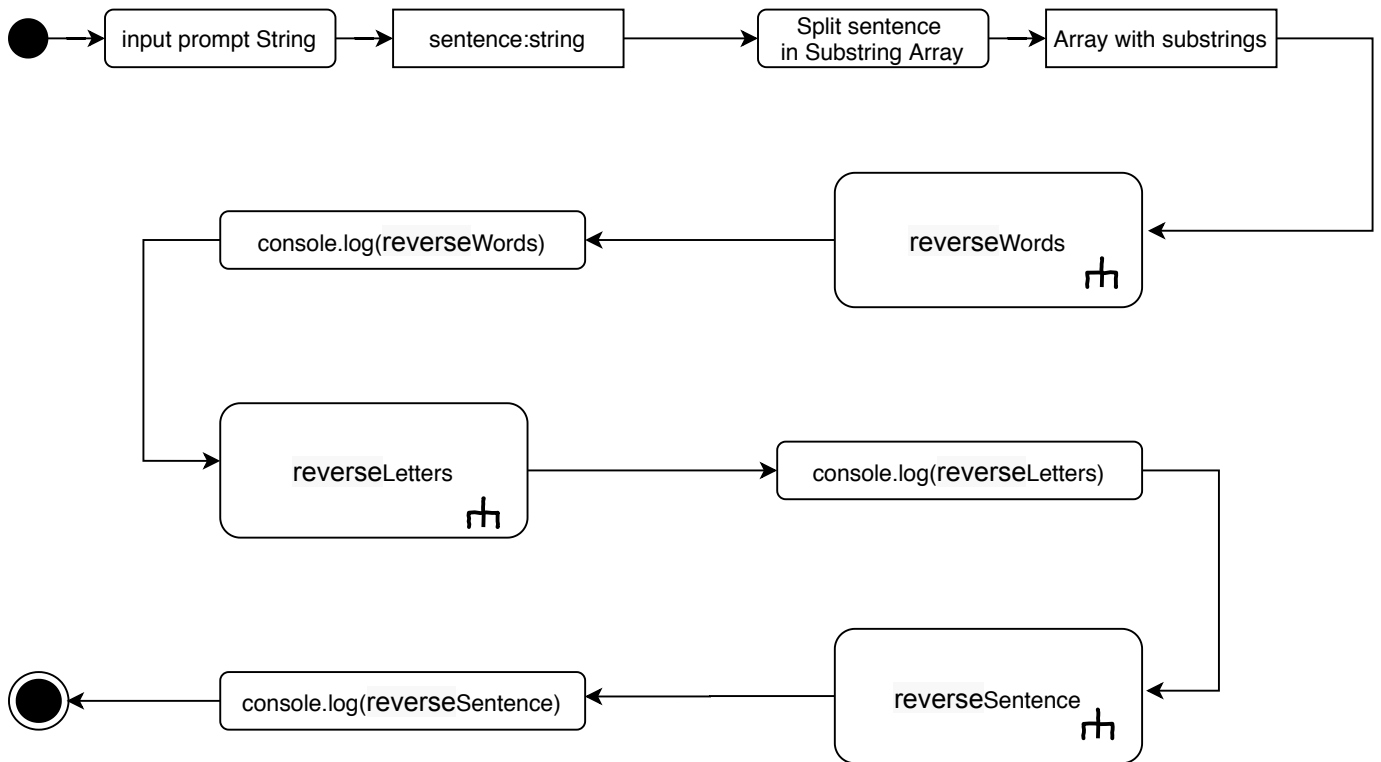 input prompt String
sentence:string
Split sentence
in Substring Array
Array with substrings
reverseWords
console.log(reverseWords)
reverseLetters
console.log(reverseLetters)
reverseSentence
console.log(reverseSentence)